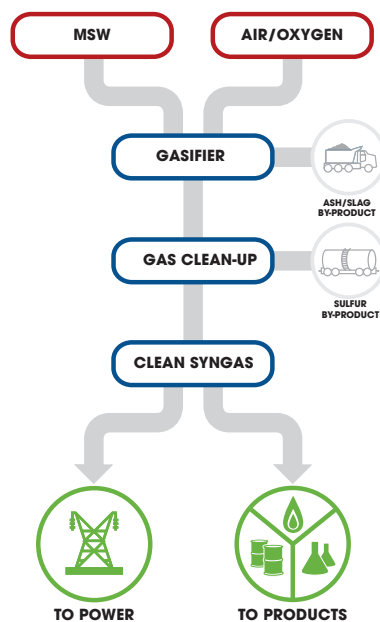 MSW
AIR/OXYGEN
GASIFIER
ASH/SLAG
BY-PRODUCT
GAS CLEAN-UP
SULFUR
BY-PRODUCT
CLEAN SYNGAS
TO POWER
TO PRODUCTS